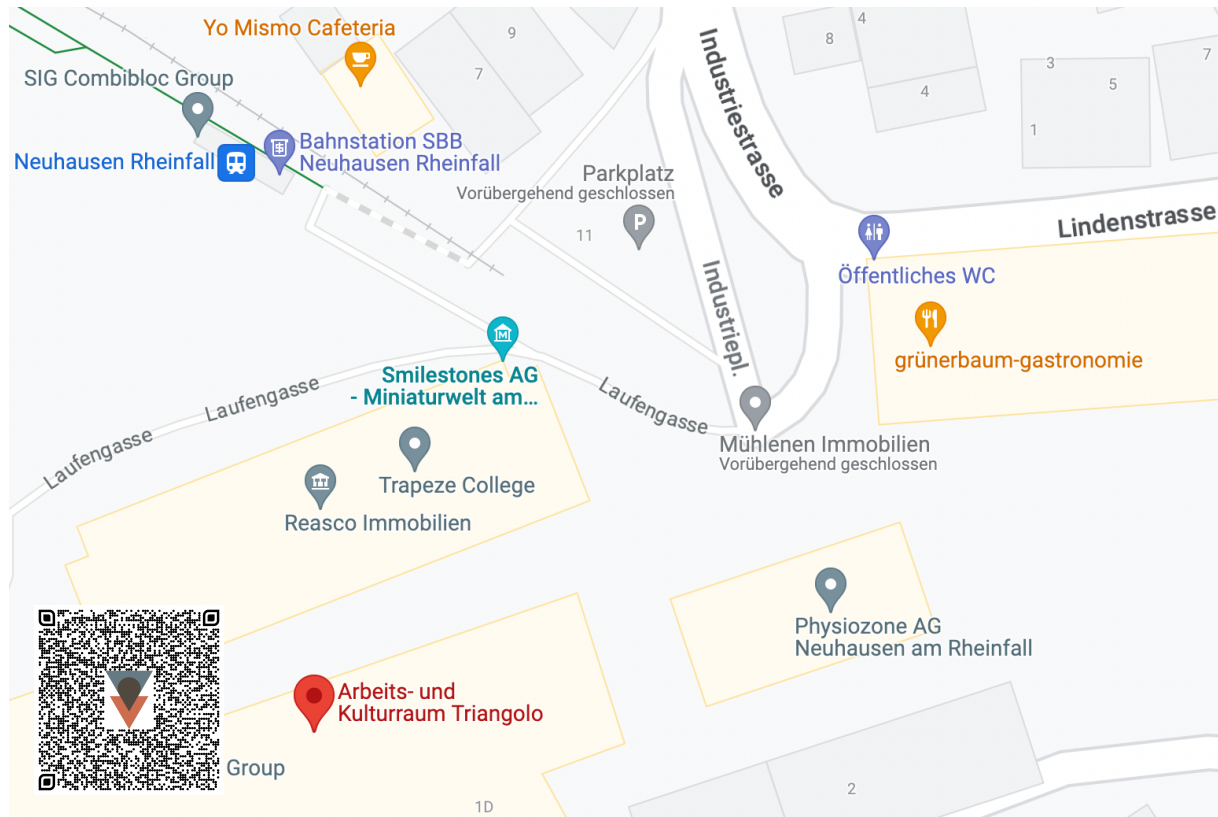 Yo Mismo Cafeteria
9
4
8
7
3
7
SIG Combibloc Group
7
4
5
Industriestrasse
1
Bahnstation SBB
Neuhausen Rheinfall
Neuhausen Rheinfall
Parkplatz
Vorübergehend geschlossen
P
11
Lindenstrasse
Öffentliches WC
Industriepl.
M
grünerbaum-gastronomie
Smilestones AG
- Miniaturwelt am...
Laufengasse
Laufengasse
Laufengasse
Mühlenen Immobilien
Vorübergehend geschlossen
Trapeze College
Reasco Immobilien
Physiozone AG
Neuhausen am Rheinfall
Arbeits- und
Kulturraum Triangolo
Group
2
1D